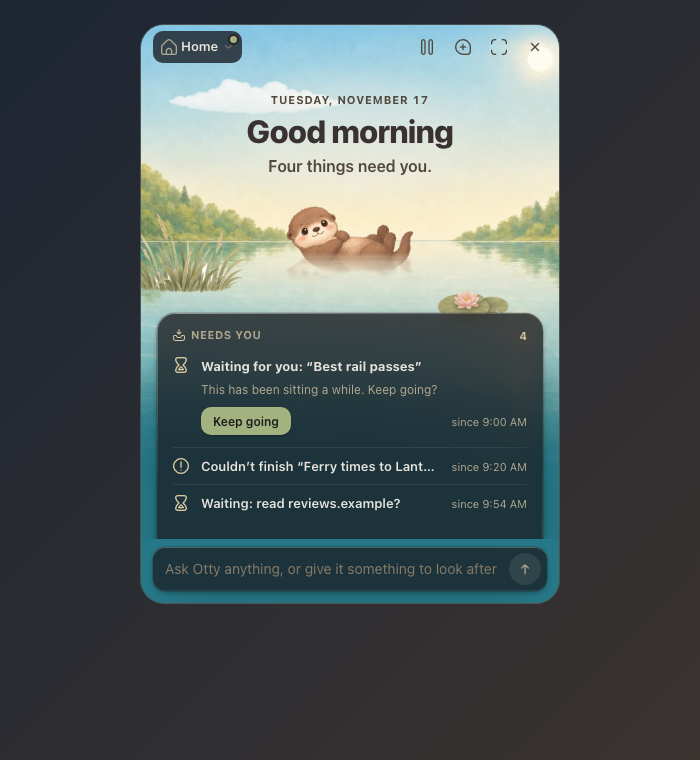 Home
TUESDAY, NOVEMBER 17
Good morning
Four things need you.
NEEDS YOU 4
Waiting for you: “Best rail passes”
This has been sitting a while. Keep going?
Keep going since 9:00 AM
Couldn’t finish “Ferry times to Lant… since 9:20 AM
Waiting: read reviews.example? since 9:54 AM
Ask Otty anything, or give it something to look after